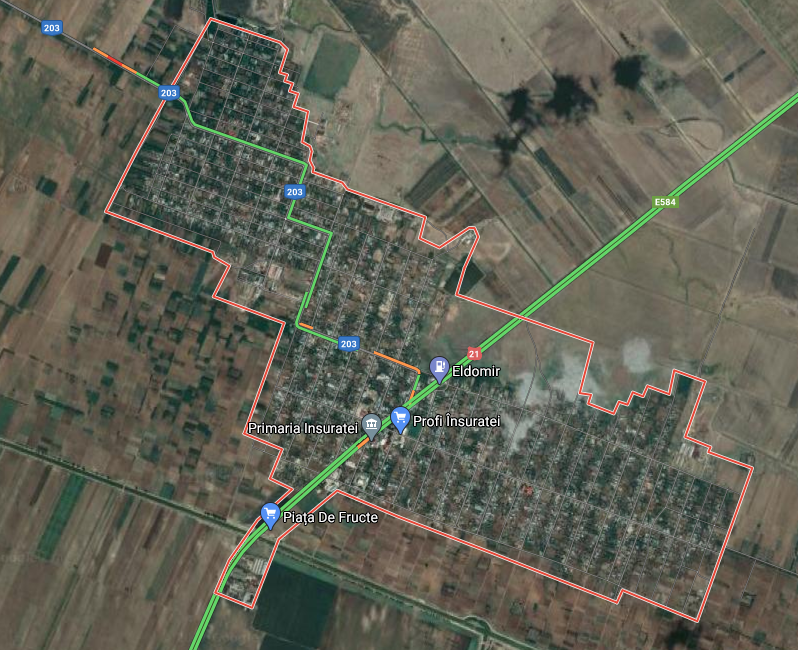 203
203
203
E584
203
21
Eldomir
Profi Însuratei
Primaria Insuratei
Piața De Fructe